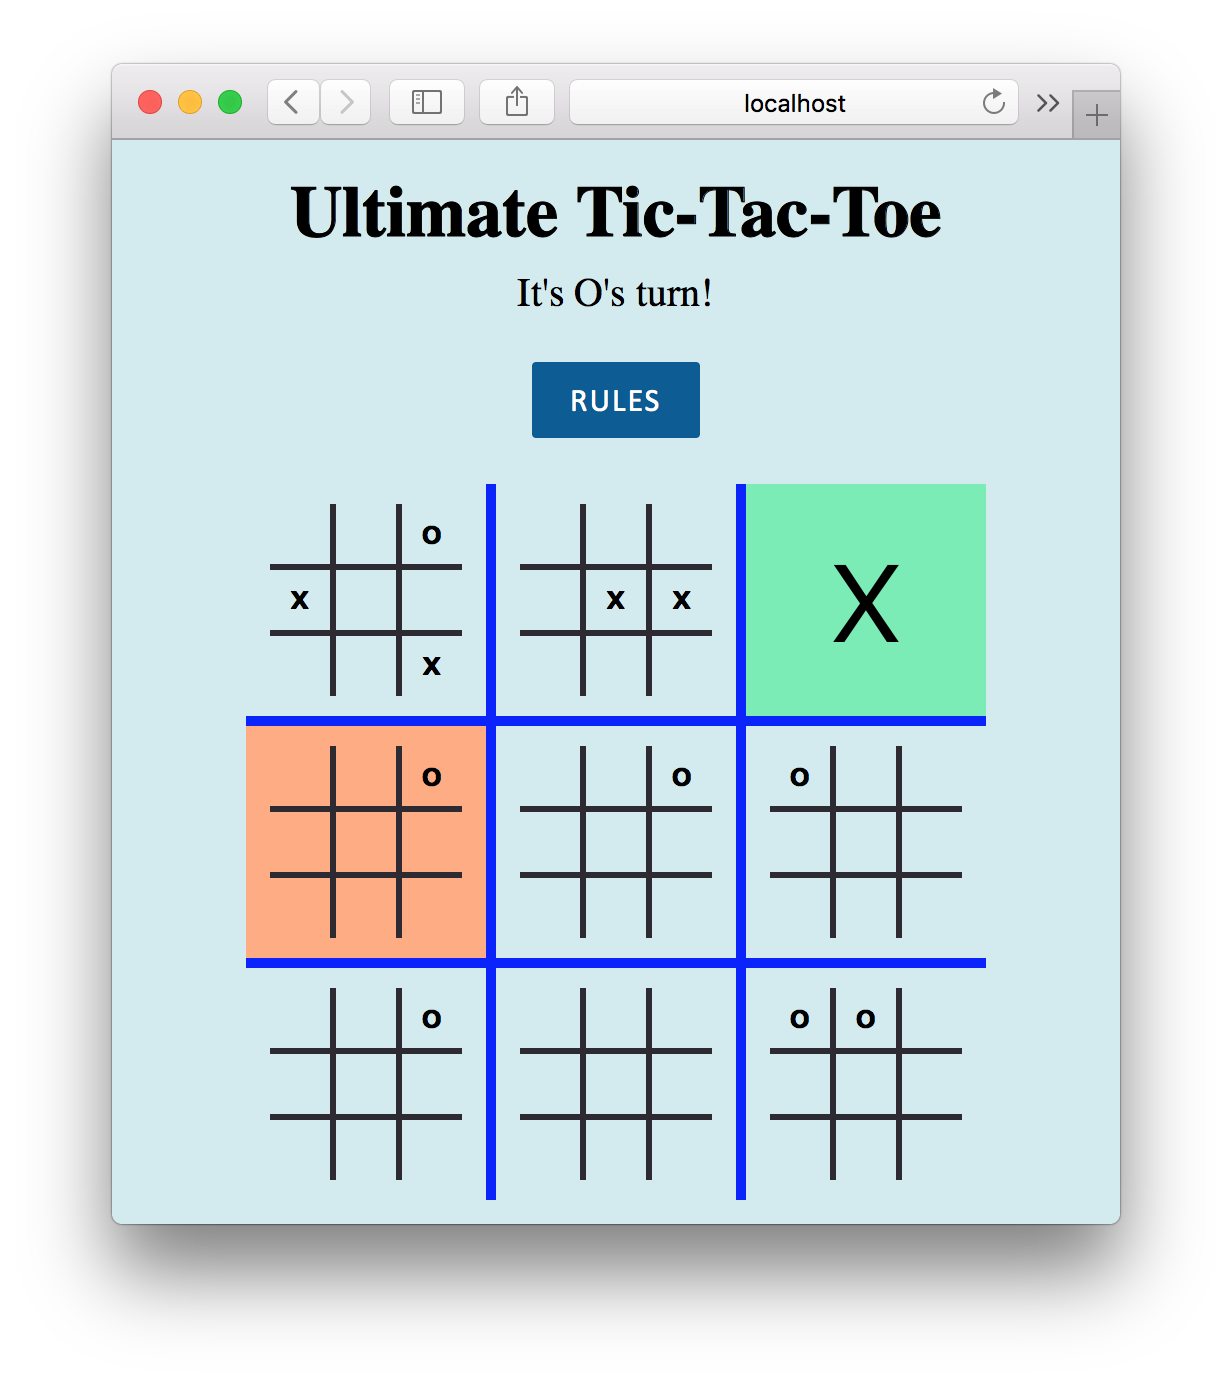 localhost
Ultimate Tic-Tac-Toe
It's O's turn!
RULES
o
X
x x x
x
o o o
o o o